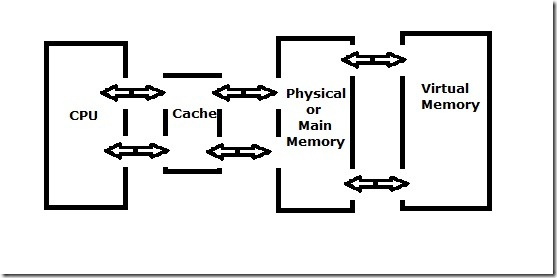 CPU
Cache
Physical
or
Main
Memory
Virtual
Memory